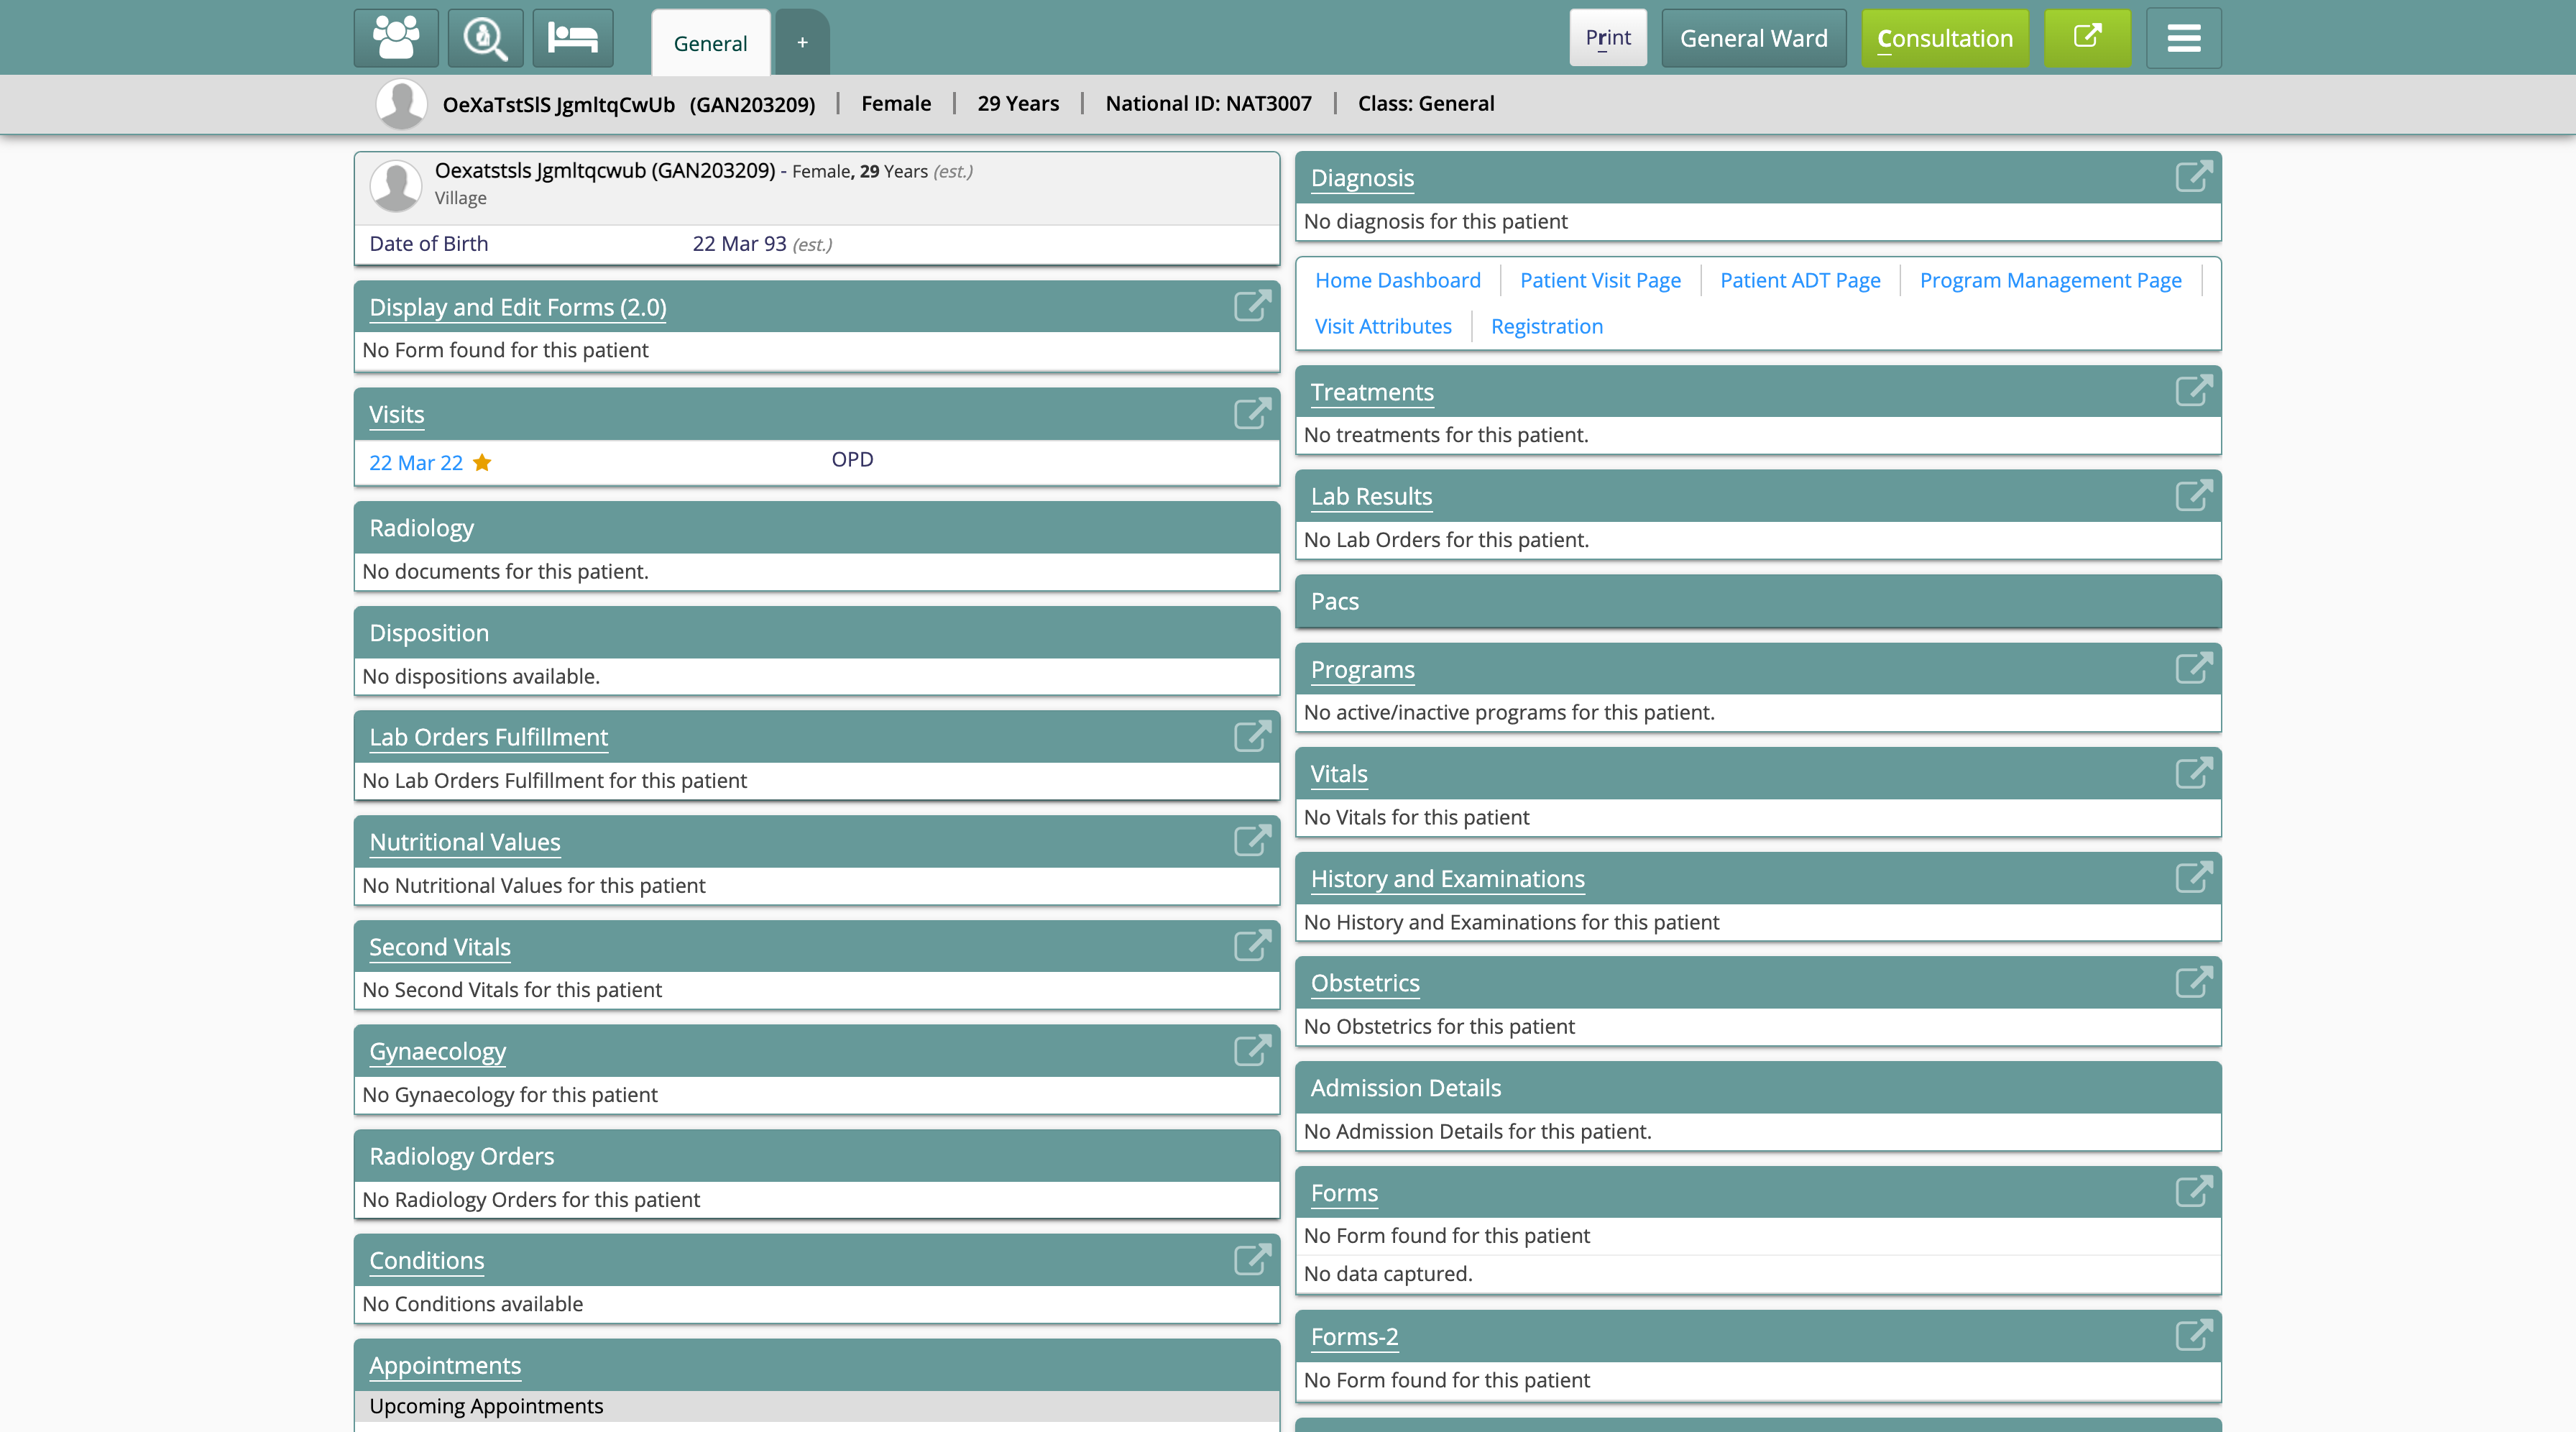 General
+
Print
General Ward
Consultation
OeXaTstSlS JgmltqCwUb (GAN203209) | Female | 29 Years | National ID: NAT3007 | Class: General
Oexatstsls Jgmltqcwub (GAN203209) - Female, 29 Years (est.)
Village
Date of Birth 22 Mar 93 (est.)
Display and Edit Forms (2.0)
No Form found for this patient
Visits
22 Mar 22 OPD
Radiology
No documents for this patient.
Disposition
No dispositions available.
Lab Orders Fulfillment
No Lab Orders Fulfillment for this patient
Nutritional Values
No Nutritional Values for this patient
Second Vitals
No Second Vitals for this patient
Gynaecology
No Gynaecology for this patient
Radiology Orders
No Radiology Orders for this patient
Conditions
No Conditions available
Appointments
Upcoming Appointments
Diagnosis
No diagnosis for this patient
Home Dashboard | Patient Visit Page | Patient ADT Page | Program Management Page |
Visit Attributes | Registration
Treatments
No treatments for this patient.
Lab Results
No Lab Orders for this patient.
Pacs
Programs
No active/inactive programs for this patient.
Vitals
No Vitals for this patient
History and Examinations
No History and Examinations for this patient
Obstetrics
No Obstetrics for this patient
Admission Details
No Admission Details for this patient.
Forms
No Form found for this patient
No data captured.
Forms-2
No Form found for this patient